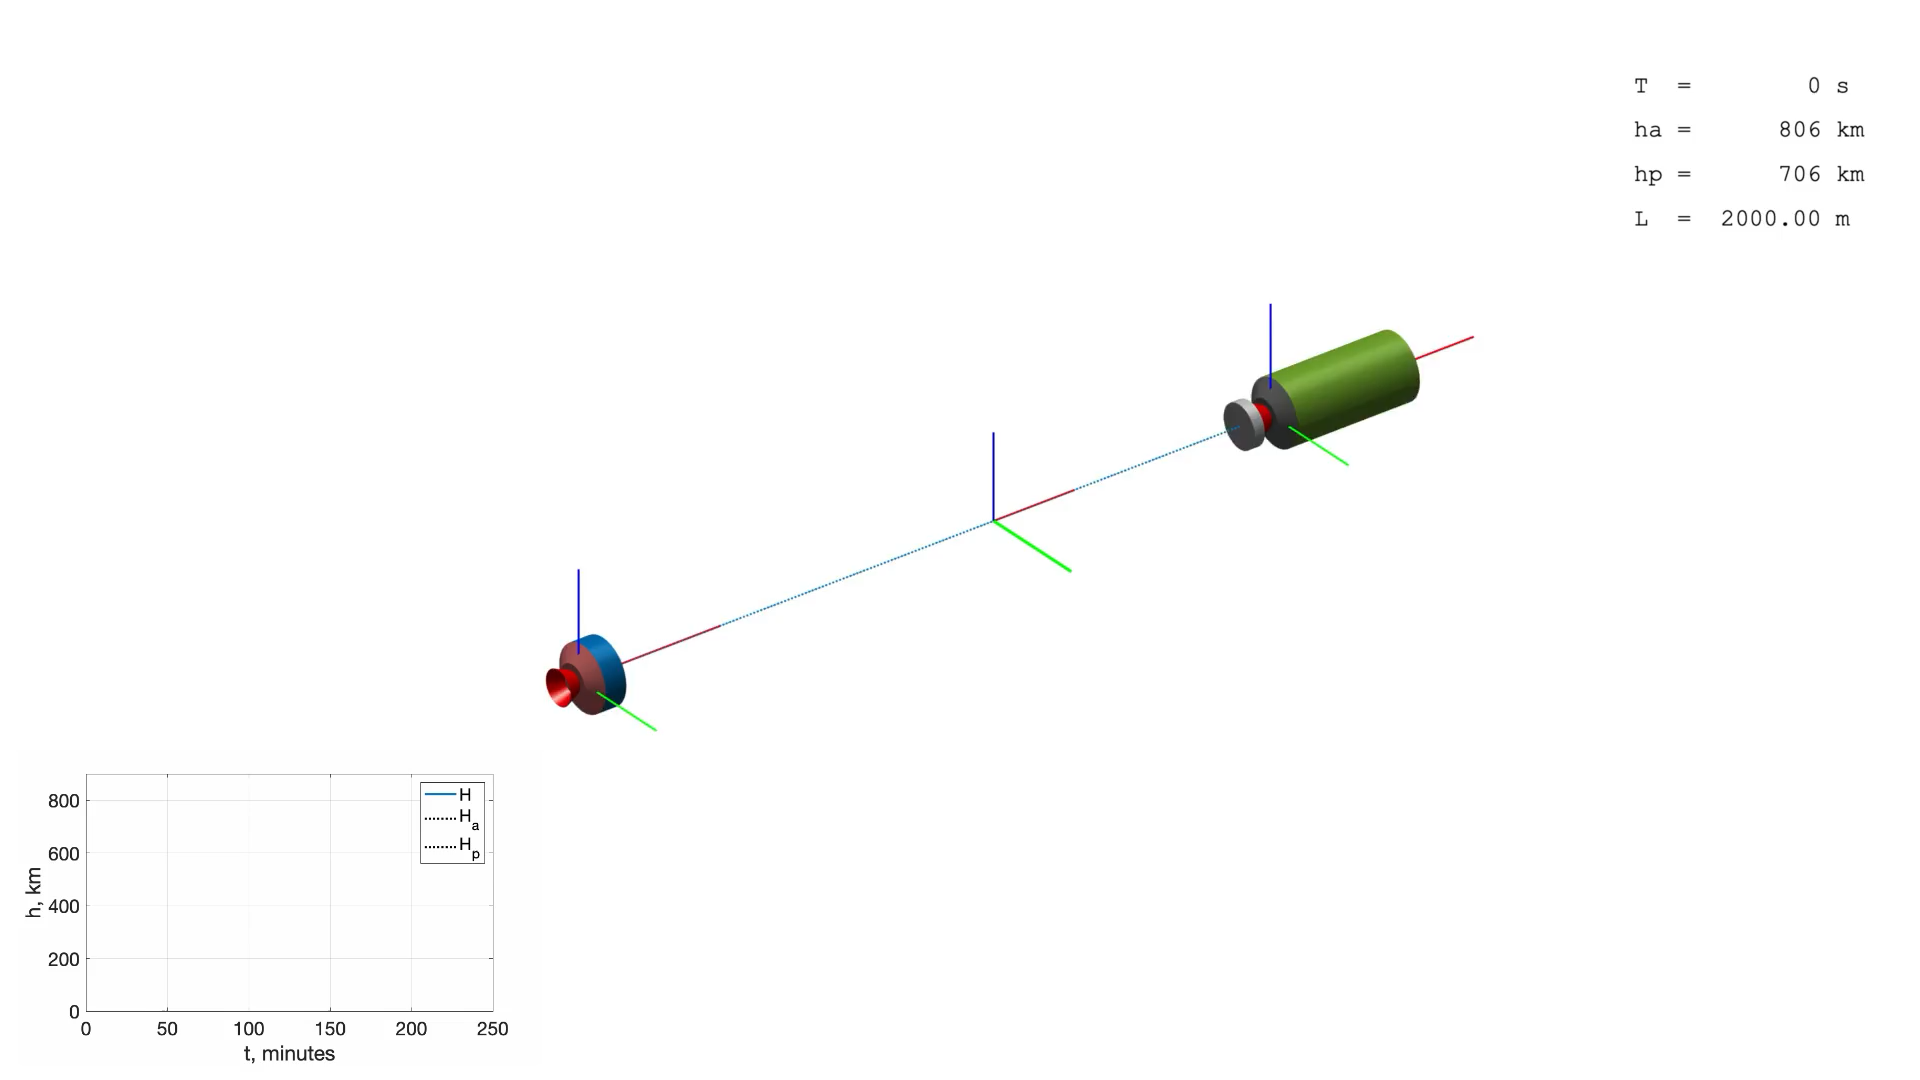 T = 0 s
ha = 806 km
hp = 706 km
L = 2000.00 m
800
600
400
200
0
h, km
H
Ha
Hp
0 50 100 150 200 250
t, minutes